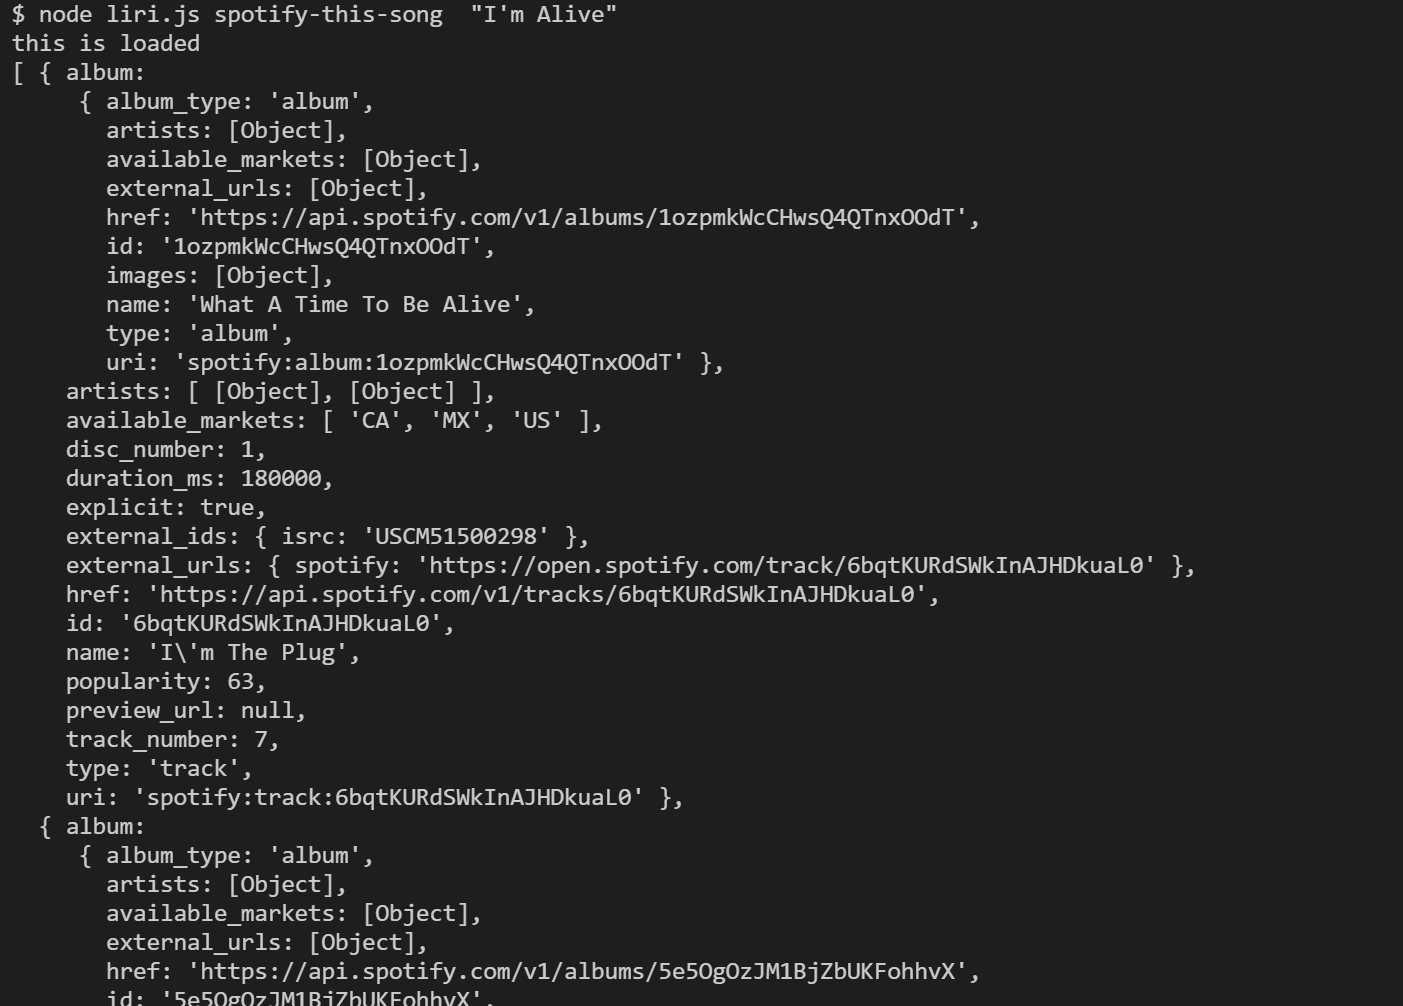 $ node liri.js spotify-this-song  "I'm Alive"
this is loaded
[ { album:
     { album_type: 'album',
       artists: [Object],
       available_markets: [Object],
       external_urls: [Object],
       href: 'https://api.spotify.com/v1/albums/1ozpmkWcCHwsQ4QTnxOOdT',
       id: '1ozpmkWcCHwsQ4QTnxOOdT',
       images: [Object],
       name: 'What A Time To Be Alive',
       type: 'album',
       uri: 'spotify:album:1ozpmkWcCHwsQ4QTnxOOdT' },
    artists: [ [Object], [Object] ],
    available_markets: [ 'CA', 'MX', 'US' ],
    disc_number: 1,
    duration_ms: 180000,
    explicit: true,
    external_ids: { isrc: 'USCM51500298' },
    external_urls: { spotify: 'https://open.spotify.com/track/6bqtKURdSWkInAJHDkuaL0' },
    href: 'https://api.spotify.com/v1/tracks/6bqtKURdSWkInAJHDkuaL0',
    id: '6bqtKURdSWkInAJHDkuaL0',
    name: 'I\'m The Plug',
    popularity: 63,
    preview_url: null,
    track_number: 7,
    type: 'track',
    uri: 'spotify:track:6bqtKURdSWkInAJHDkuaL0' },
  { album:
     { album_type: 'album',
       artists: [Object],
       available_markets: [Object],
       external_urls: [Object],
       href: 'https://api.spotify.com/v1/albums/5e5OgOzJM1BjZbUKFohhvX',
       id: '5e5OgOzJM1BjZbUKFohhvX',